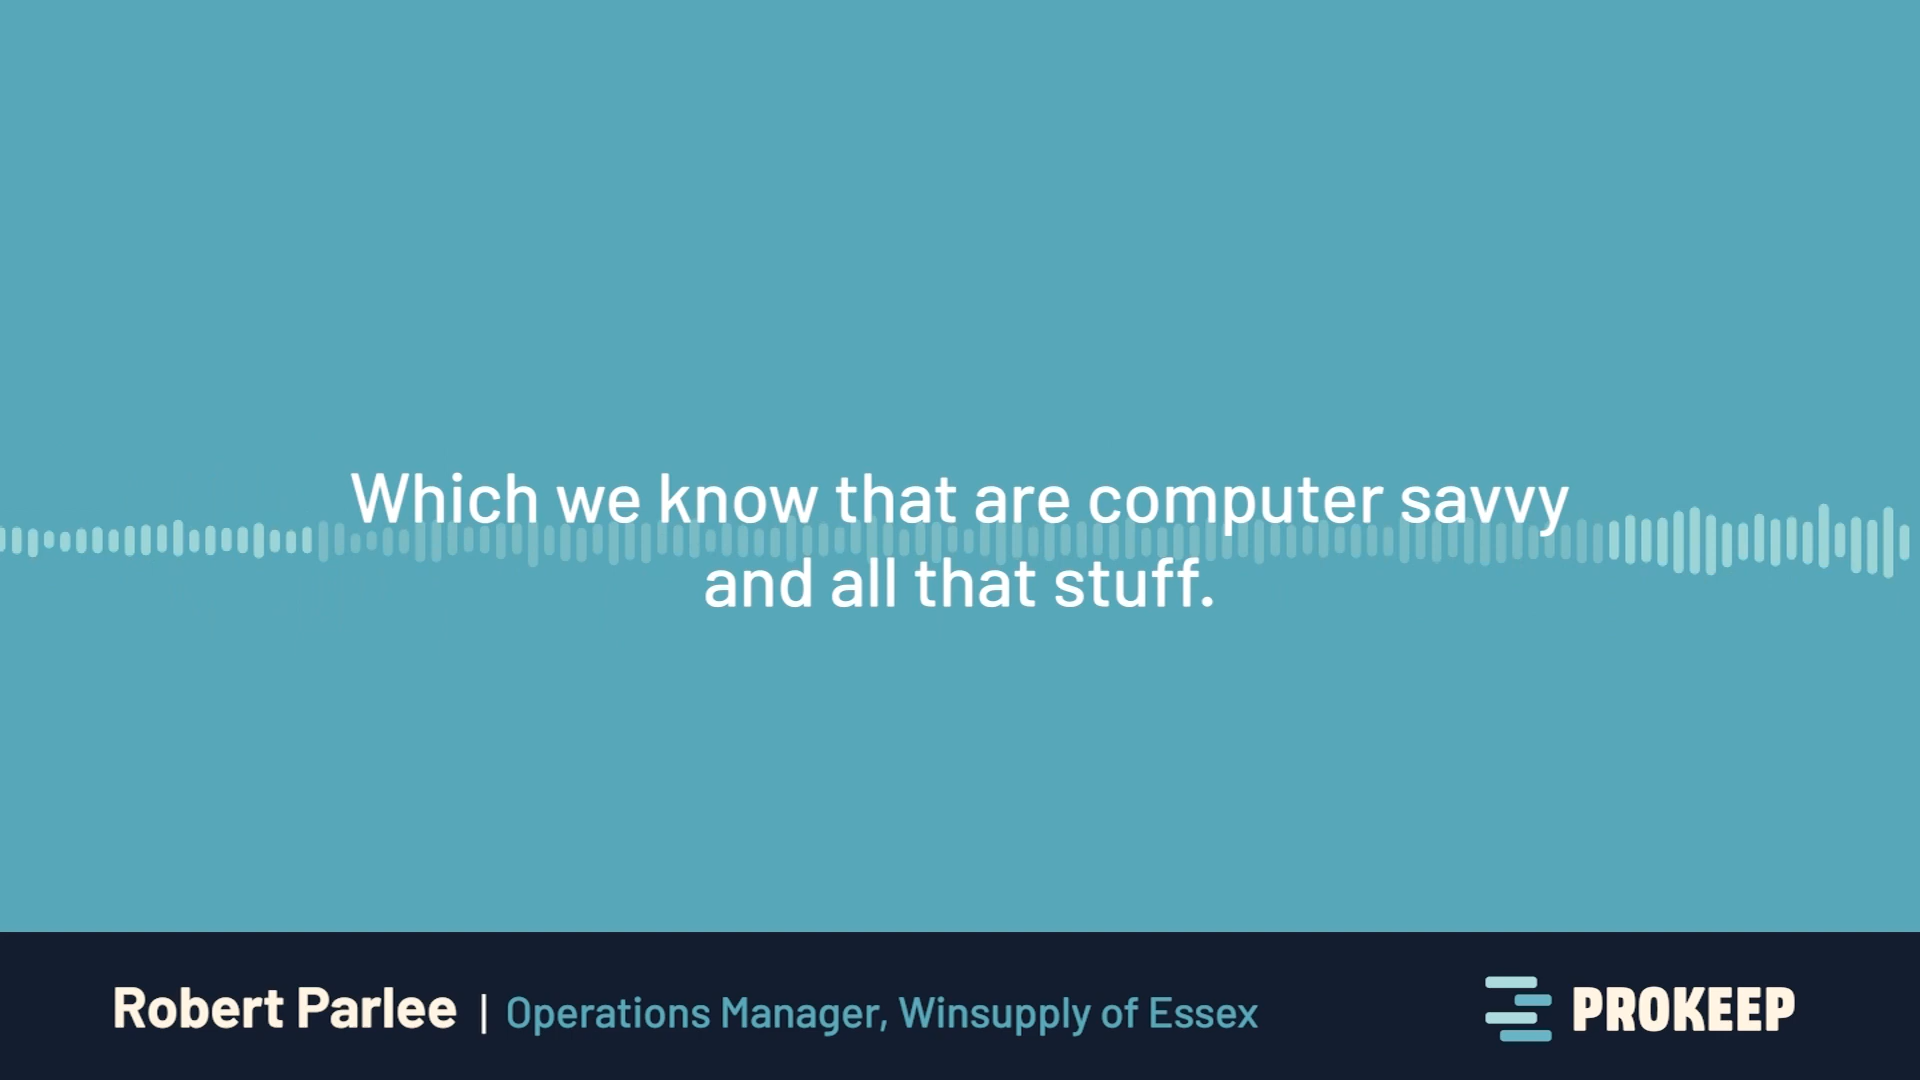 Which we know that are computer savvy
and all that stuff.
Robert Parlee | Operations Manager, Winsupply of Essex
PROKEEP